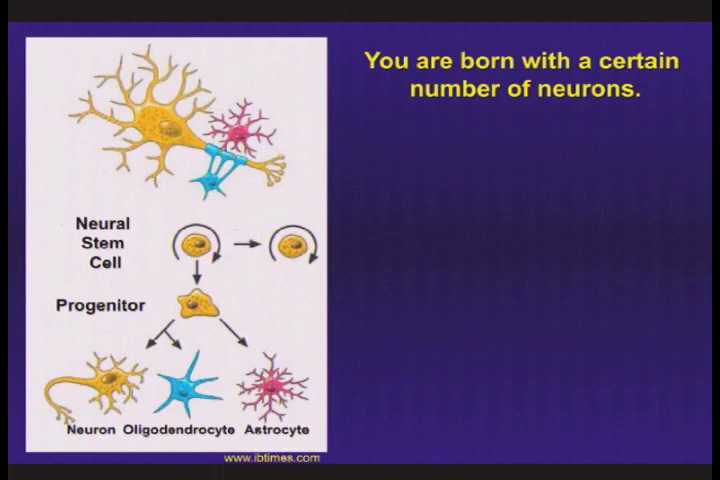 You are born with a certain
number of neurons.
Neural
Stem
Cell
Progenitor
Neuron Oligodendrocyte Astrocyte
www.ibtimes.com